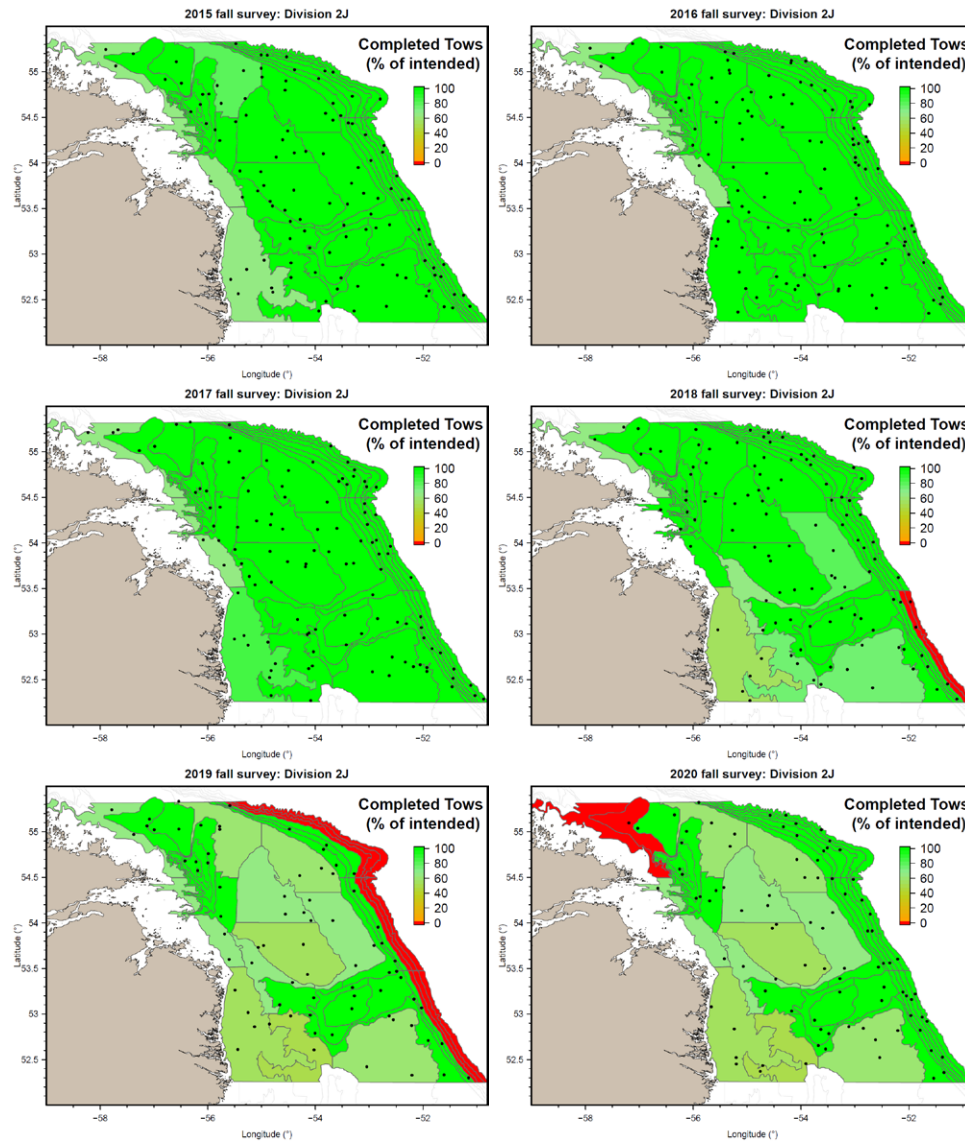 2015 fall survey: Division 2J
Completed Tows
(% of intended)
100
80
60
40
20
0
55
54.5
54
53.5
53
52.5
Latitude (°)
−58 −56 −54 −52
Longitude (°)
2016 fall survey: Division 2J
Completed Tows
(% of intended)
100
80
60
40
20
0
55
54.5
54
53.5
53
52.5
Latitude (°)
−58 −56 −54 −52
Longitude (°)
2017 fall survey: Division 2J
Completed Tows
(% of intended)
100
80
60
40
20
0
55
54.5
54
53.5
53
52.5
Latitude (°)
−58 −56 −54 −52
Longitude (°)
2018 fall survey: Division 2J
Completed Tows
(% of intended)
100
80
60
40
20
0
55
54.5
54
53.5
53
52.5
Latitude (°)
−58 −56 −54 −52
Longitude (°)
2019 fall survey: Division 2J
Completed Tows
(% of intended)
100
80
60
40
20
0
55
54.5
54
53.5
53
52.5
Latitude (°)
−58 −56 −54 −52
Longitude (°)
2020 fall survey: Division 2J
Completed Tows
(% of intended)
100
80
60
40
20
0
55
54.5
54
53.5
53
52.5
Latitude (°)
−58 −56 −54 −52
Longitude (°)